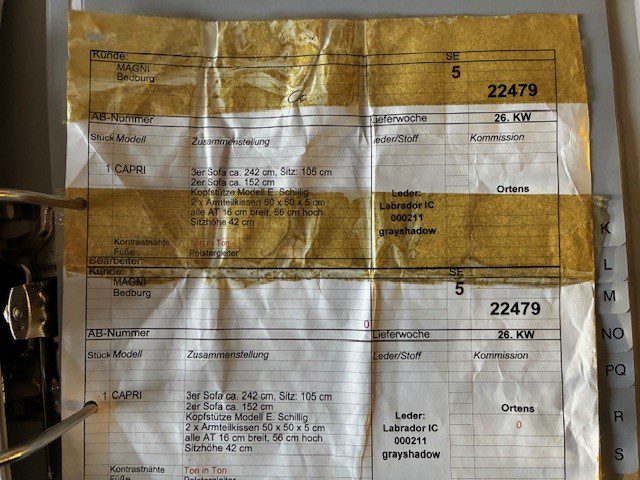 Kunde: SE
MAGNI 5
Bedburg 22479
AB-Nummer Lieferwoche 26. KW
Stück Modell Zusammenstellung Leder/Stoff Kommission
1 CAPRI 3er Sofa ca. 242 cm, Sitz: 105 cm
2er Sofa ca. 152 cm Ortens
Kopfstütze Modell E. Schillig Leder:
2 x Armteilkissen 50 x 50 x 5 cm Labrador IC
alle AT 16 cm breit, 56 cm hoch 000211
Sitzhöhe 42 cm grayshadow
Kontrastnähte Ton in Ton
Füße Polstergleiter
Bearbeiter:
Kunde: SE
MAGNI 5
Bedburg 22479
0
AB-Nummer Lieferwoche 26. KW
Stück Modell Zusammenstellung Leder/Stoff Kommission
1 CAPRI 3er Sofa ca. 242 cm, Sitz: 105 cm
2er Sofa ca. 152 cm Ortens
Kopfstütze Modell E. Schillig Leder: 0
2 x Armteilkissen 50 x 50 x 5 cm Labrador IC
alle AT 16 cm breit, 56 cm hoch 000211
Sitzhöhe 42 cm grayshadow
Kontrastnähte Ton in Ton
Füße Polstergleiter
K
L
M
NO
PQ
R
S